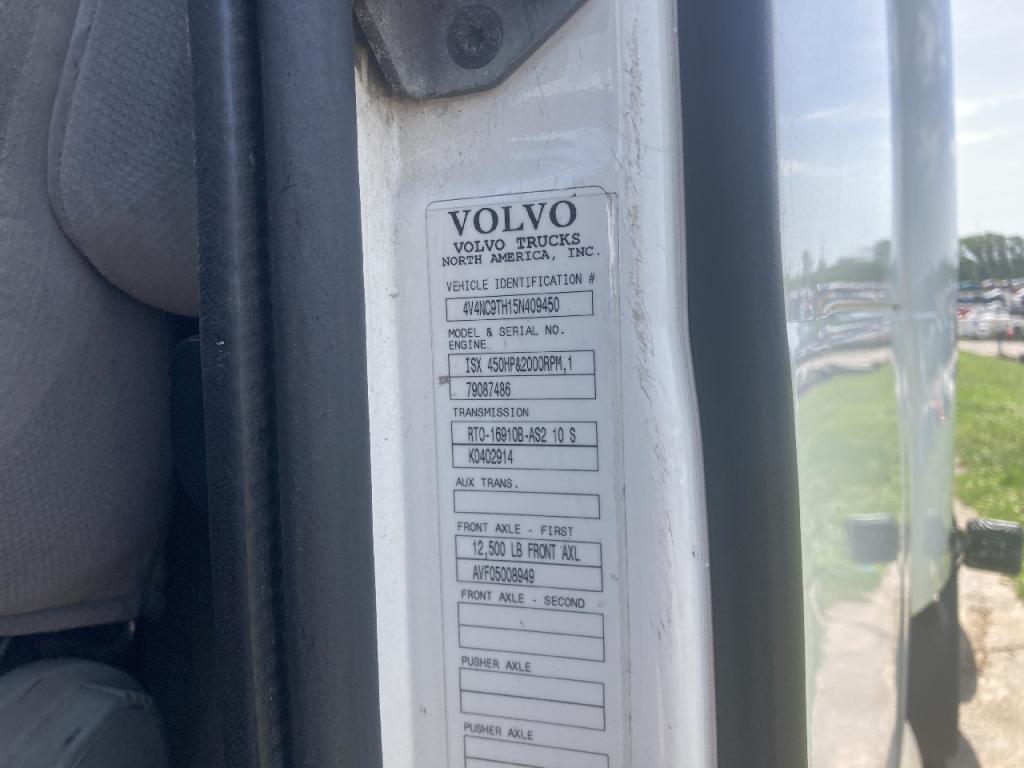 VOLVO
VOLVO TRUCKS
NORTH AMERICA, INC.
VEHICLE IDENTIFICATION #
4V4NC9TH15N409450
MODEL & SERIAL NO.
ENGINE
ISX 450HP&2000RPM,1
79087486
TRANSMISSION
RTO-16910B-AS2 10 S
K0402914
AUX TRANS.
FRONT AXLE - FIRST
12,500 LB FRONT AXL
AVF05008949
FRONT AXLE - SECOND
PUSHER AXLE
PUSHER AXLE